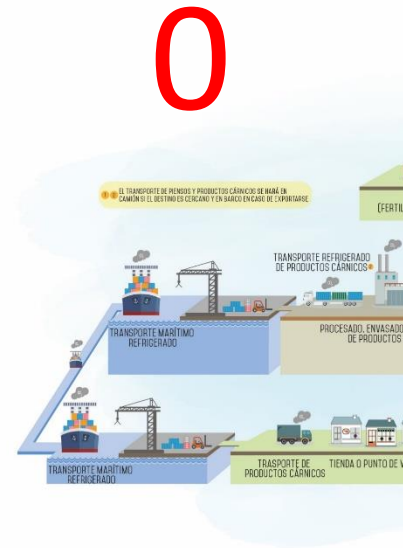 0
EL TRANSPORTE DE PIENSOS Y PRODUCTOS CÁRNICOS SE HARÁ EN
CAMIÓN SI EL DESTINO ES CERCANO Y EN BARCO EN CASO DE EXPORTARSE
(FERTIL
TRANSPORTE REFRIGERADO
DE PRODUCTOS CÁRNICOS
TRANSPORTE MARÍTIMO
REFRIGERADO
PROCESADO, ENVASADO
DE PRODUCTOS
TRANSPORTE MARÍTIMO
REFRIGERADO
TRASPORTE DE
PRODUCTOS CÁRNICOS
TIENDA O PUNTO DE V